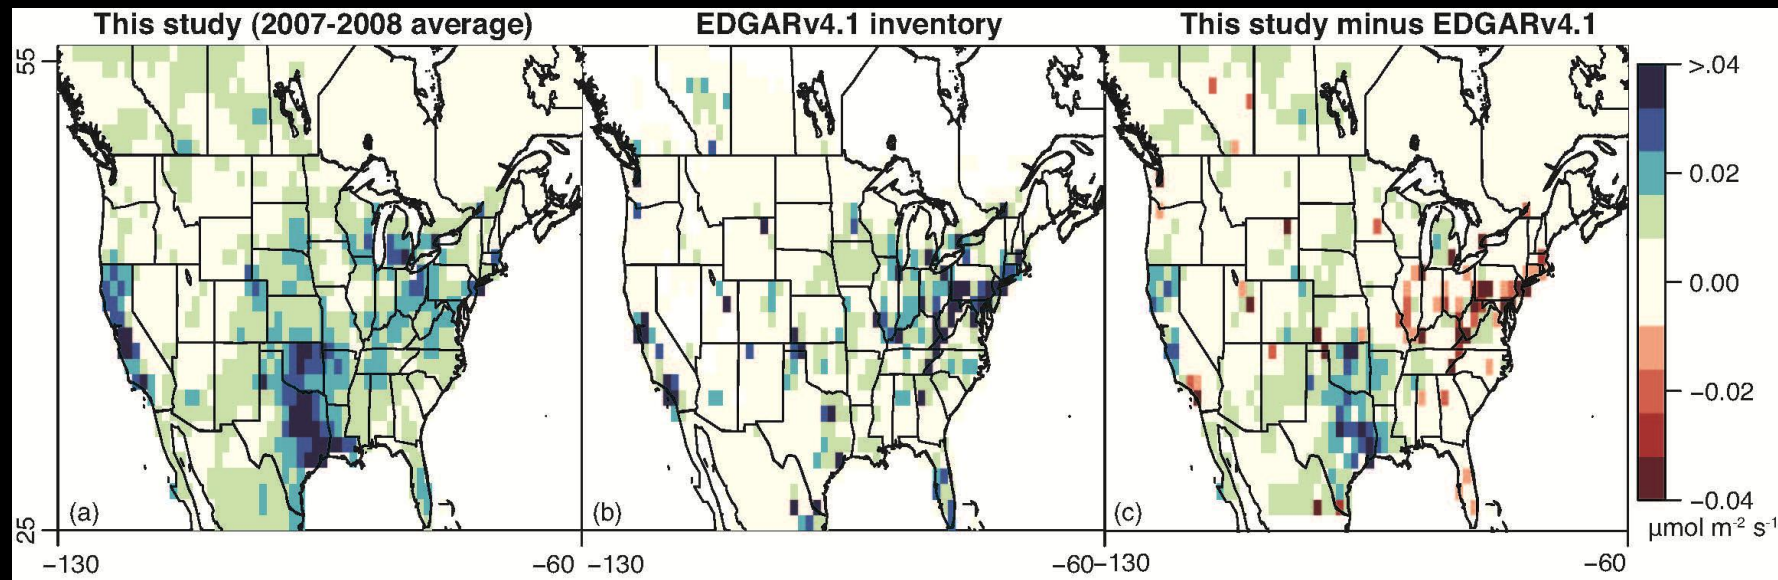 This study (2007-2008 average)
EDGARv4.1 inventory
This study minus EDGARv4.1
55
25
(a)
(b)
(c)
−130
−60
−130
−60
−130
−60
>.04
0.02
0.00
−0.02
−0.04
μmol m⁻² s⁻¹